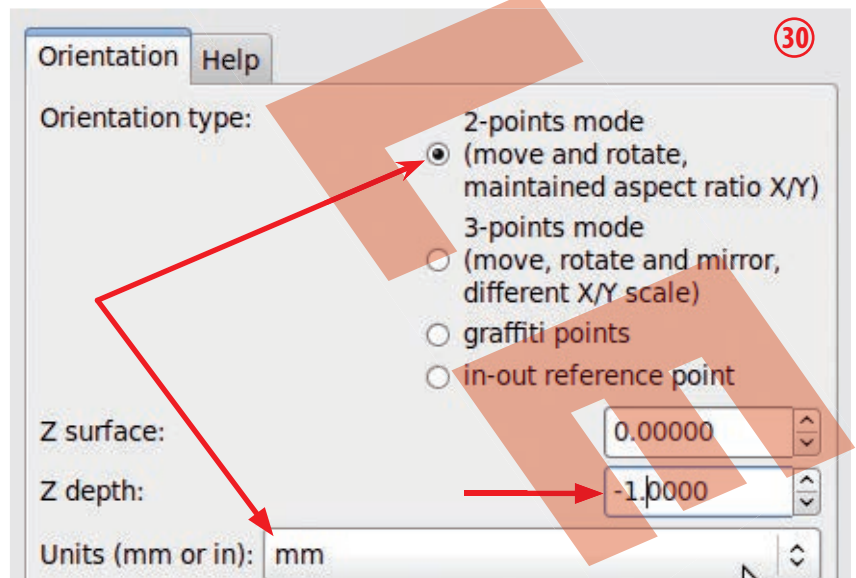 30
Orientation Help
Orientation type:
2-points mode
(move and rotate,
maintained aspect ratio X/Y)
3-points mode
(move, rotate and mirror,
different X/Y scale)
graffiti points
in-out reference point
Z surface: 0.00000
Z depth: -1.0000
Units (mm or in): mm